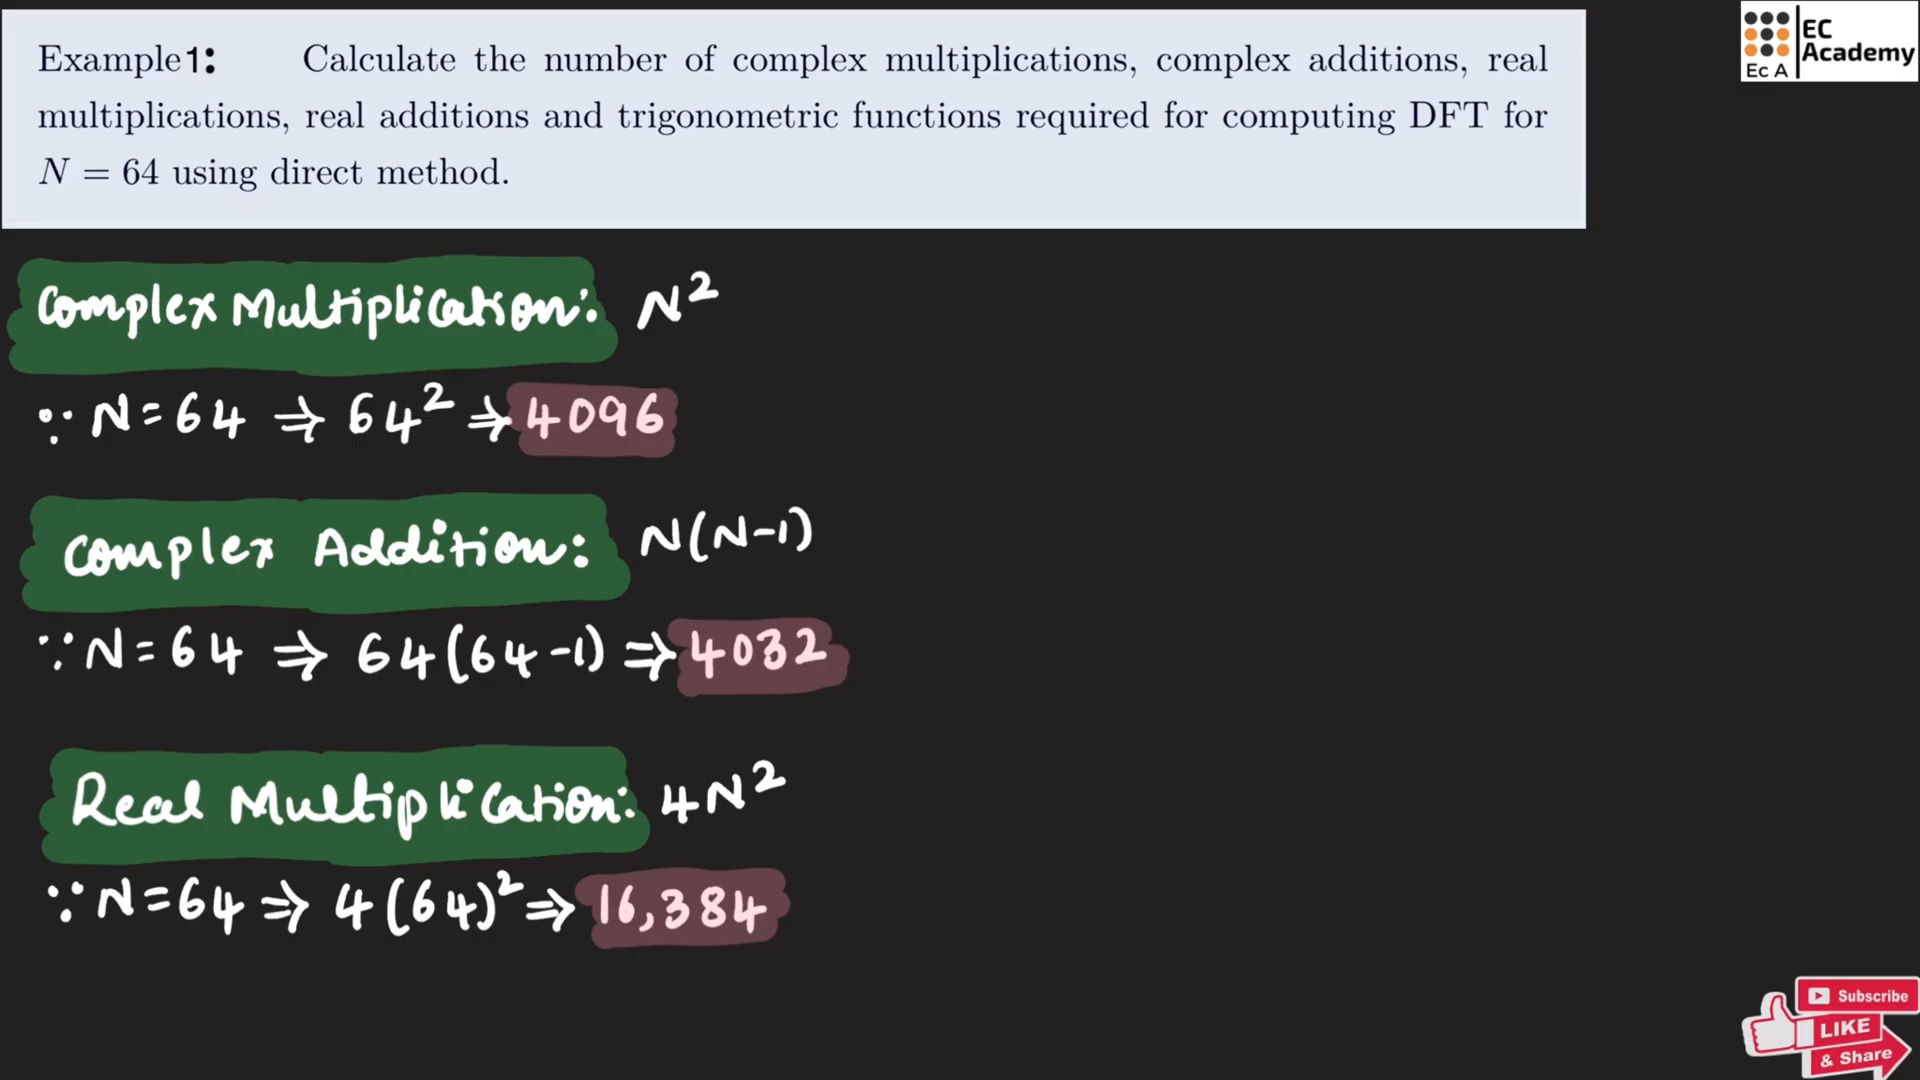 Example1: Calculate the number of complex multiplications, complex additions, real
multiplications, real additions and trigonometric functions required for computing DFT for
N = 64 using direct method.
EC
Academy
Ec A
Complex Multiplication: N²
∵ N=64 ⇒ 64² ⇒ 4096
Complex Addition: N(N-1)
∵ N=64 ⇒ 64(64-1) ⇒ 4032
Real Multiplication: 4N²
∵ N=64 ⇒ 4(64)² ⇒ 16,384
Subscribe
LIKE
& Share